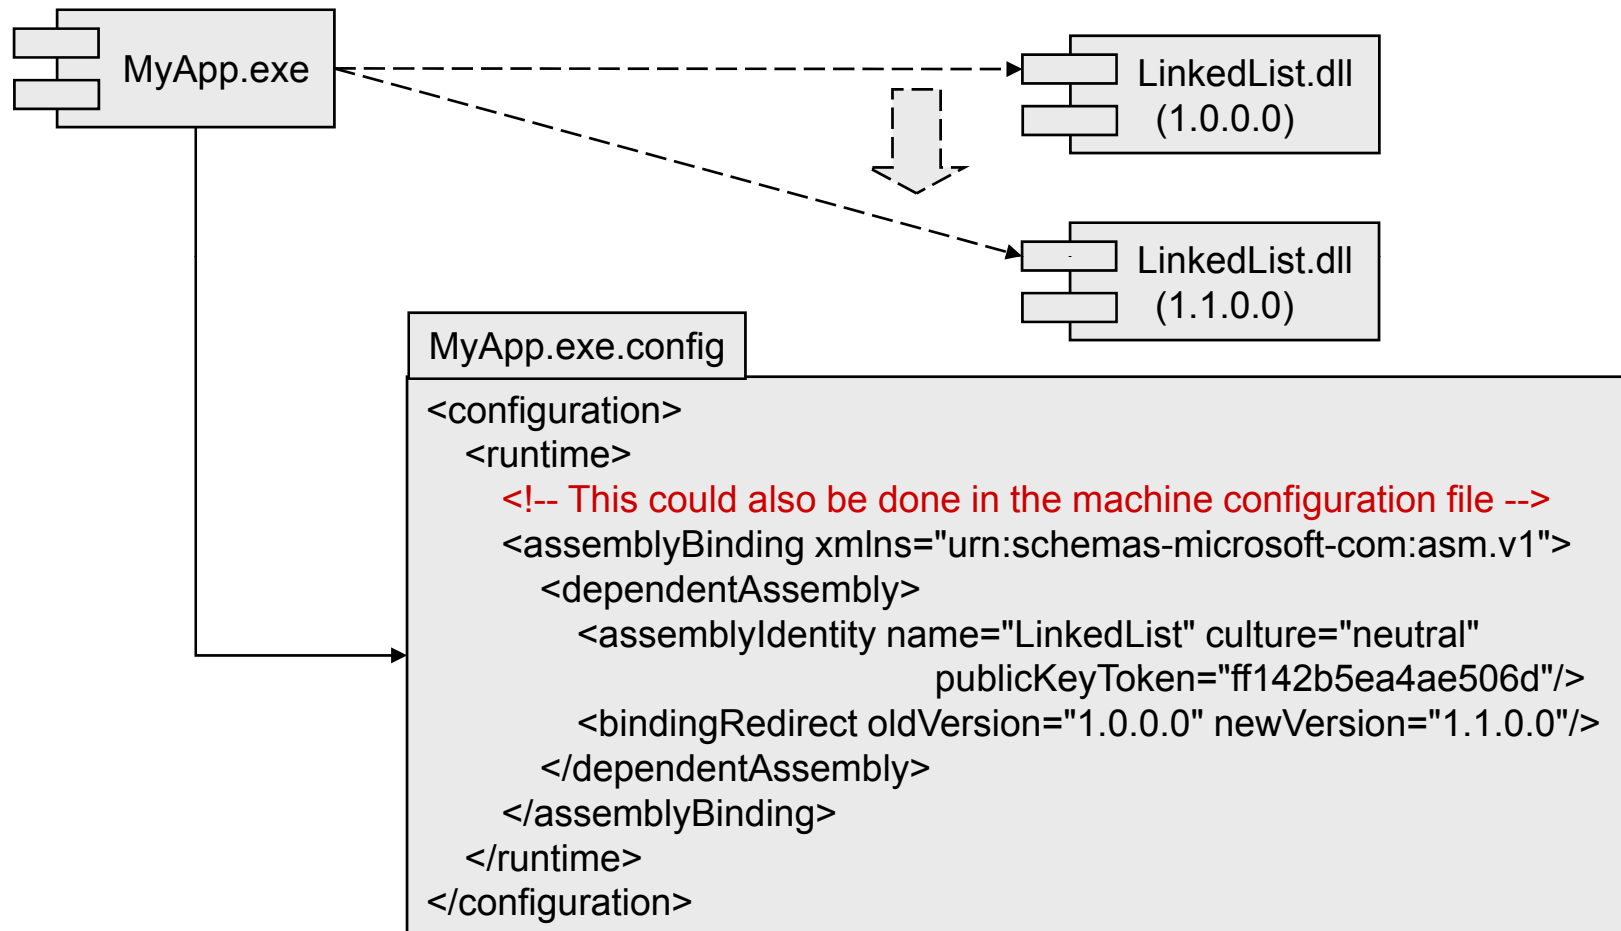 MyApp.exe
LinkedList.dll
(1.0.0.0)
LinkedList.dll
(1.1.0.0)
MyApp.exe.config
<configuration>
<runtime>
<!-- This could also be done in the machine configuration file -->
<assemblyBinding xmlns="urn:schemas-microsoft-com:asm.v1">
<dependentAssembly>
<assemblyIdentity name="LinkedList" culture="neutral"
publicKeyToken="ff142b5ea4ae506d"/>
<bindingRedirect oldVersion="1.0.0.0" newVersion="1.1.0.0"/>
</dependentAssembly>
</assemblyBinding>
</runtime>
</configuration>